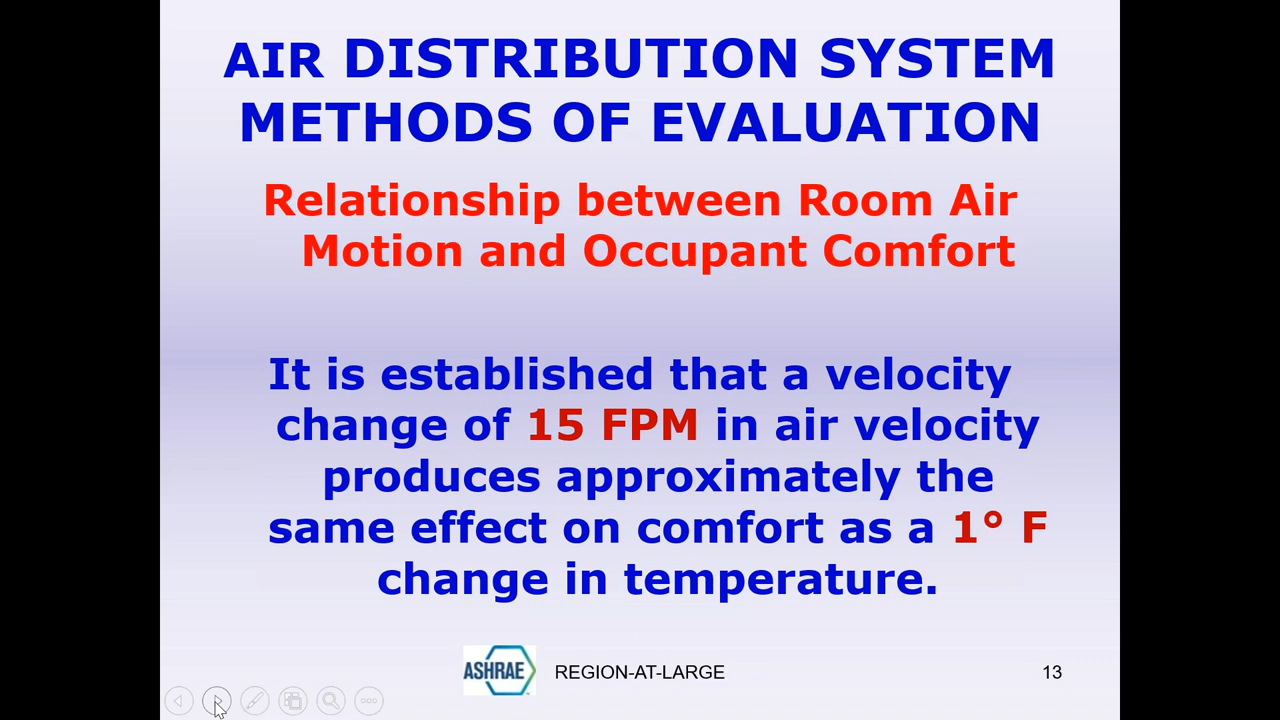 AIR DISTRIBUTION SYSTEM
METHODS OF EVALUATION
Relationship between Room Air
Motion and Occupant Comfort
It is established that a velocity
change of 15 FPM in air velocity
produces approximately the
same effect on comfort as a 1° F
change in temperature.
ASHRAE REGION-AT-LARGE 13